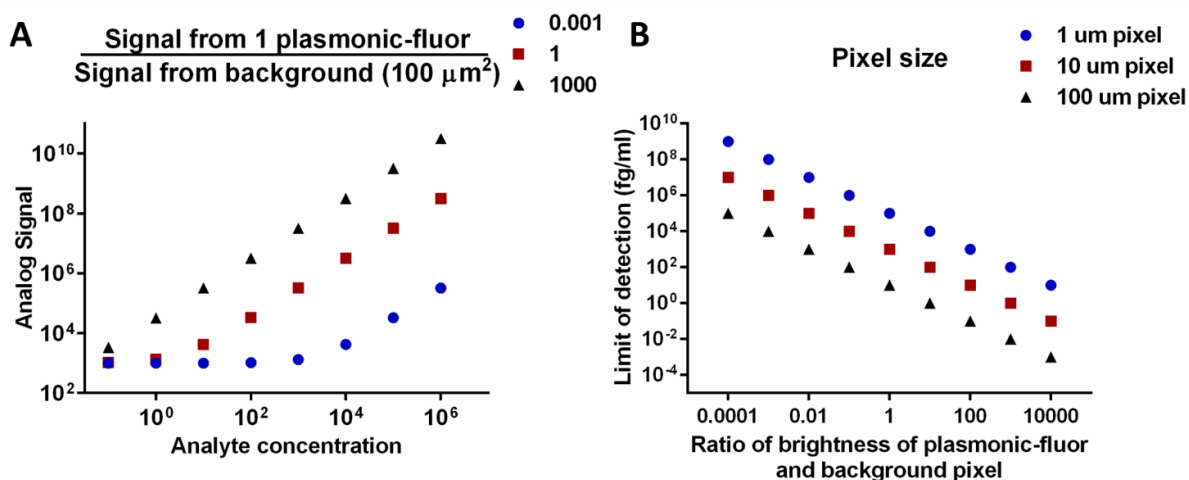 A
Signal from 1 plasmonic-fluor
Signal from background (100 μm²)
0.001
1
1000
Analog Signal
10¹⁰
10⁸
10⁶
10⁴
10²
10⁰ 10² 10⁴ 10⁶
Analyte concentration
B
Pixel size
1 um pixel
10 um pixel
100 um pixel
Limit of detection (fg/ml)
10¹⁰
10⁸
10⁶
10⁴
10²
10⁰
10⁻²
10⁻⁴
0.0001 0.01 1 100 10000
Ratio of brightness of plasmonic-fluor
and background pixel